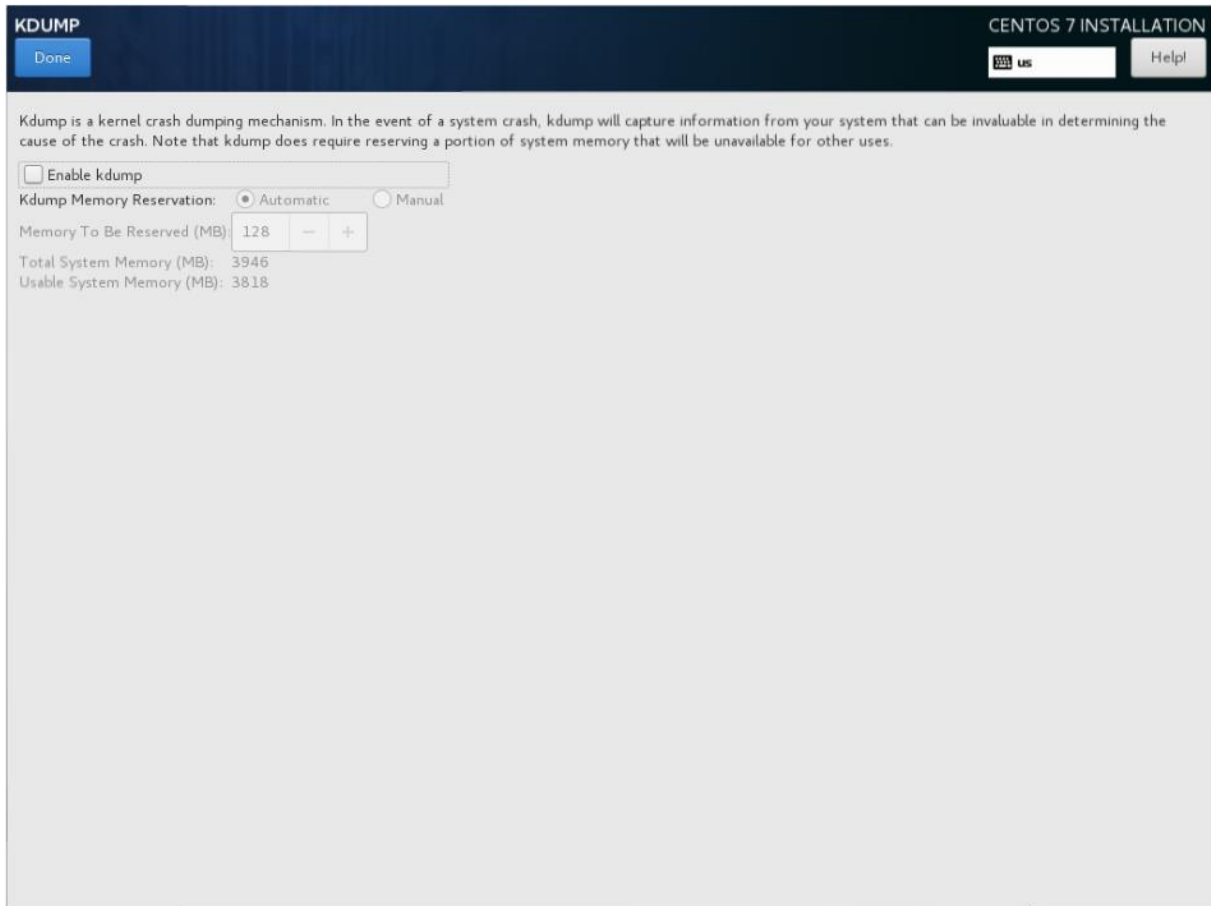 KDUMP
CENTOS 7 INSTALLATION
Done
us
Help!
Kdump is a kernel crash dumping mechanism. In the event of a system crash, kdump will capture information from your system that can be invaluable in determining the
cause of the crash. Note that kdump does require reserving a portion of system memory that will be unavailable for other uses.
Enable kdump
Kdump Memory Reservation: Automatic Manual
Memory To Be Reserved (MB): 128 − +
Total System Memory (MB): 3946
Usable System Memory (MB): 3818